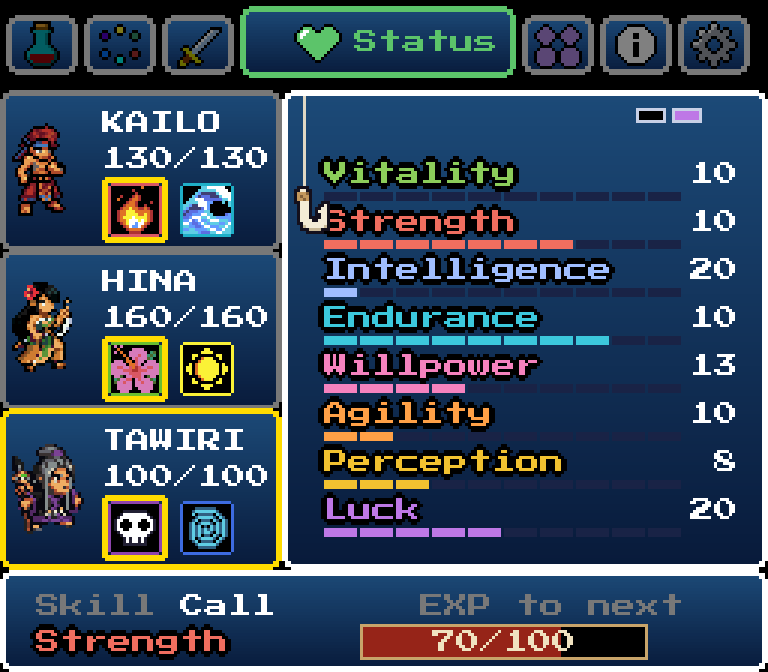 Status
KAILO
130/130
HINA
160/160
TAWIRI
100/100
Vitality 10
Strength 10
Intelligence 20
Endurance 10
Willpower 13
Agility 10
Perception 8
Luck 20
Skill Call
Strength
EXP to next
70/100